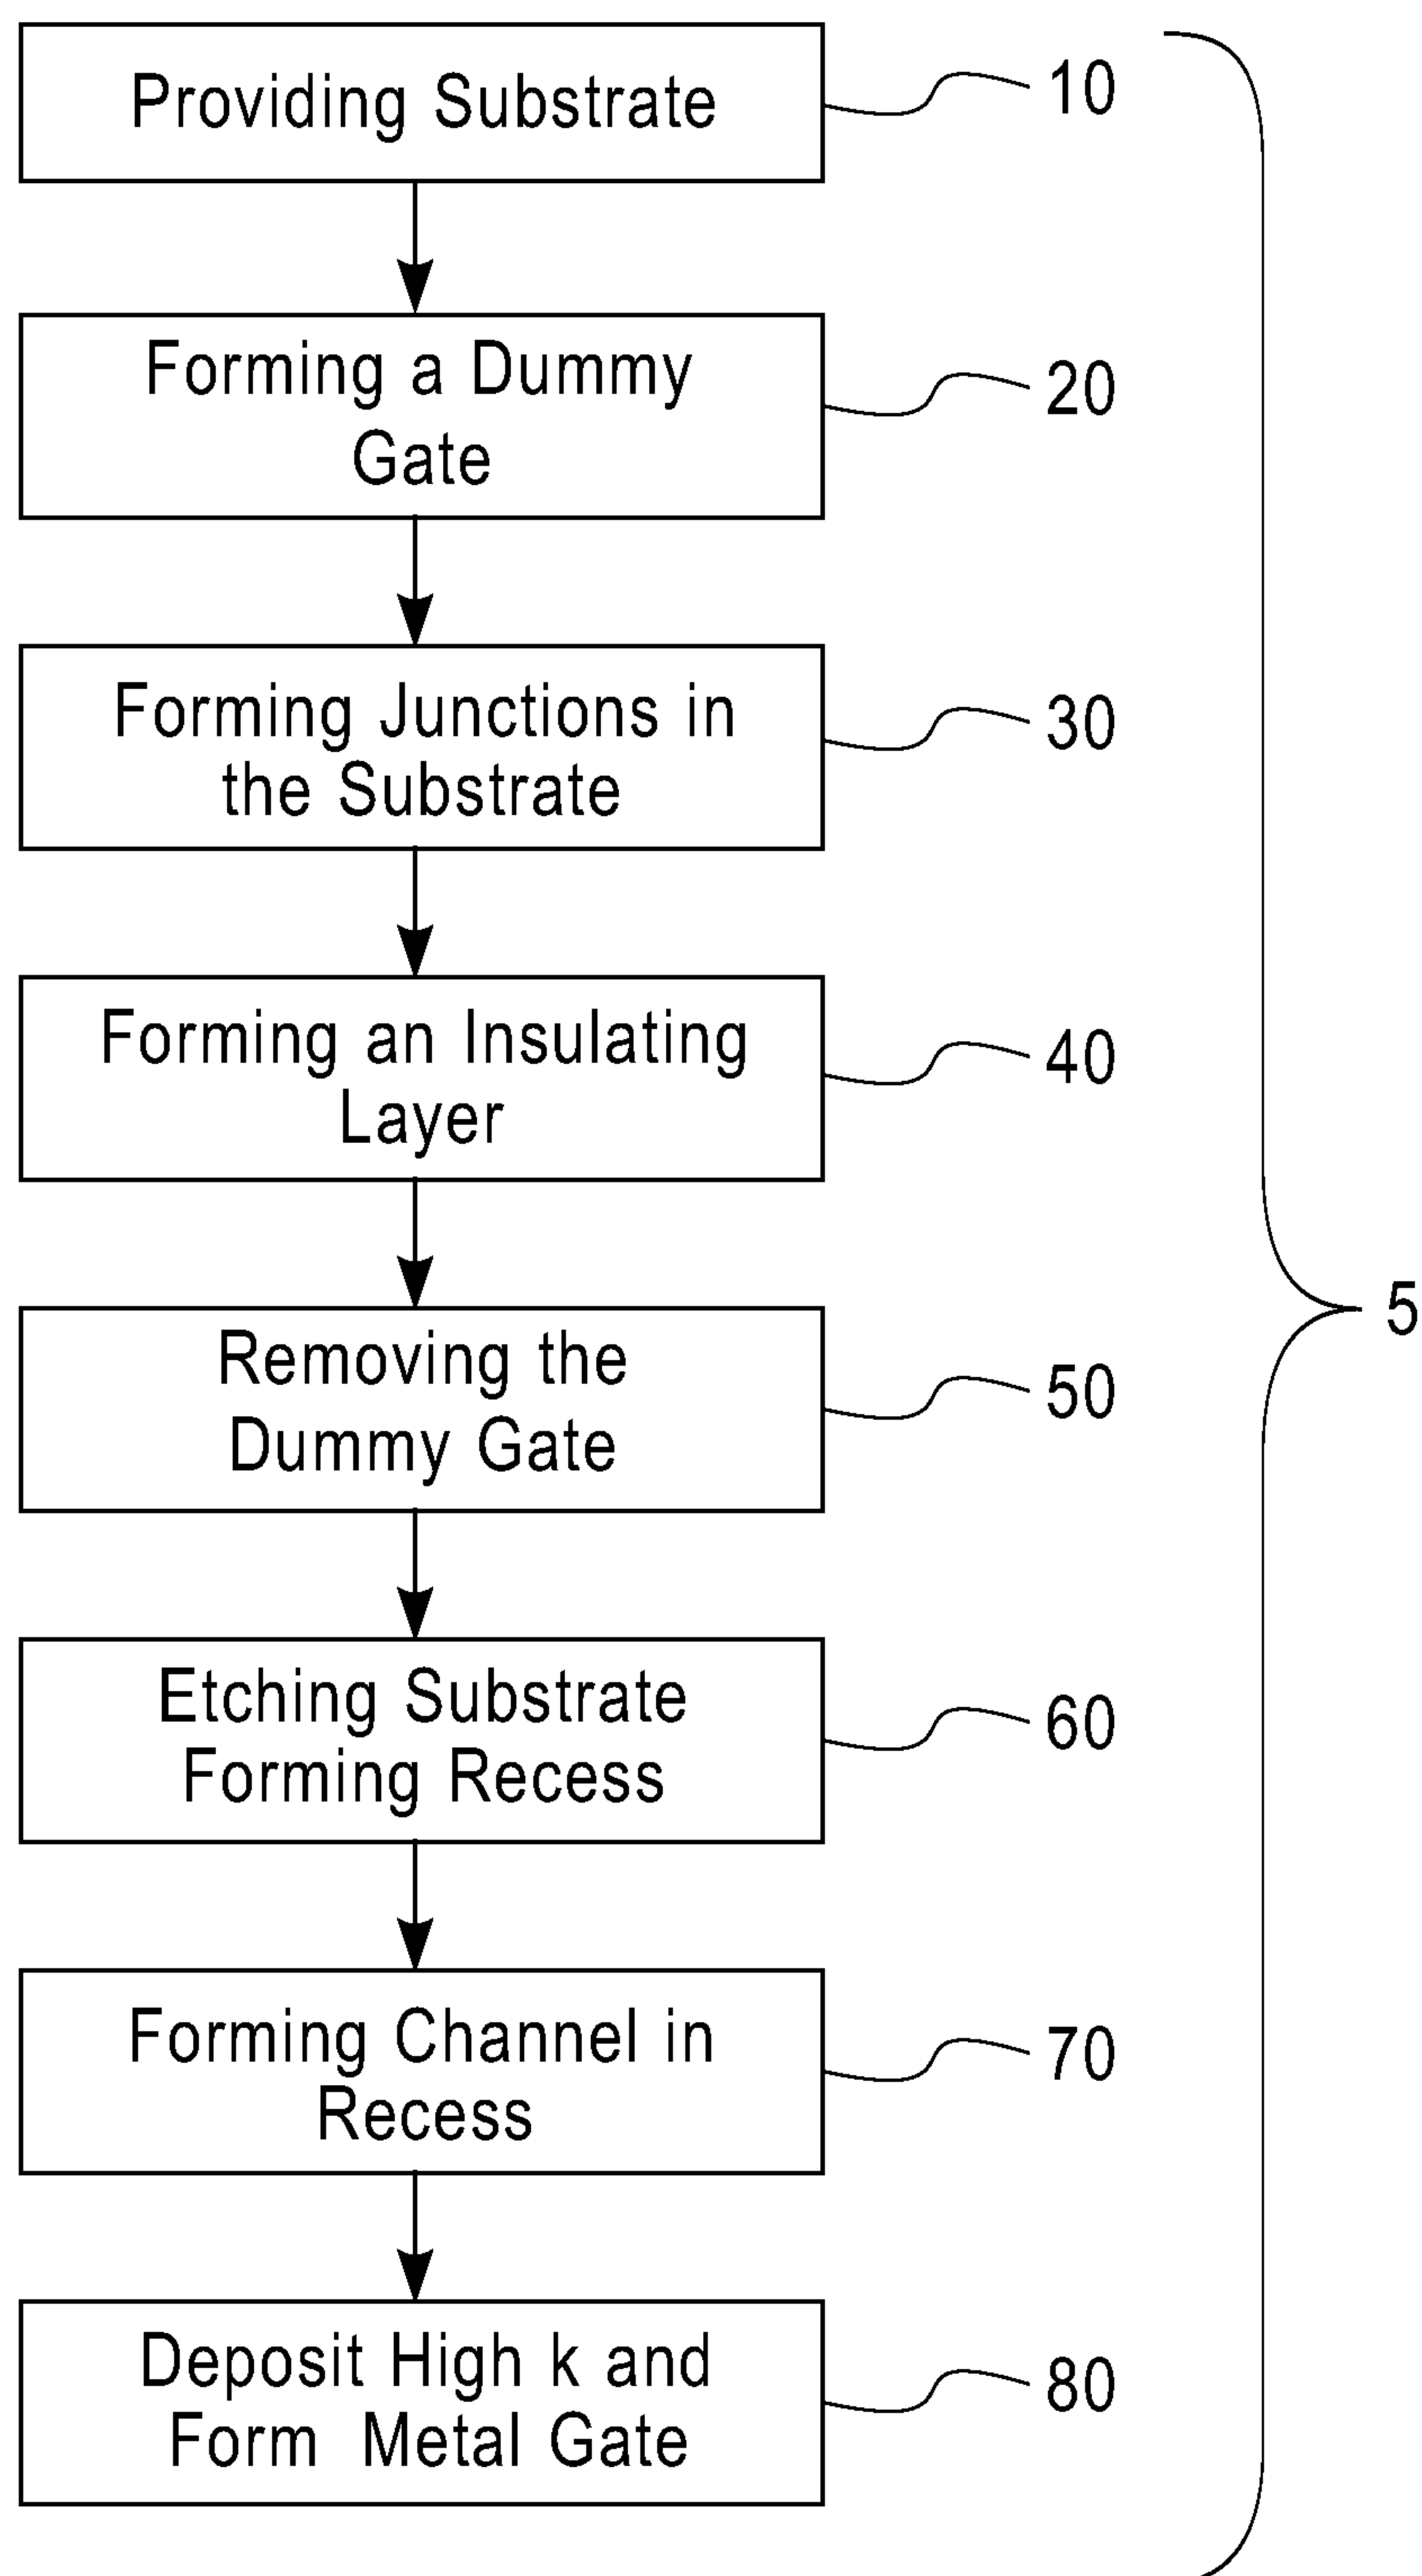 Providing Substrate
10
Forming a Dummy
Gate
20
Forming Junctions in
the Substrate
30
Forming an Insulating
Layer
40
5
Removing the
Dummy Gate
50
Etching Substrate
Forming Recess
60
Forming Channel in
Recess
70
Deposit High k and
Form Metal Gate
80